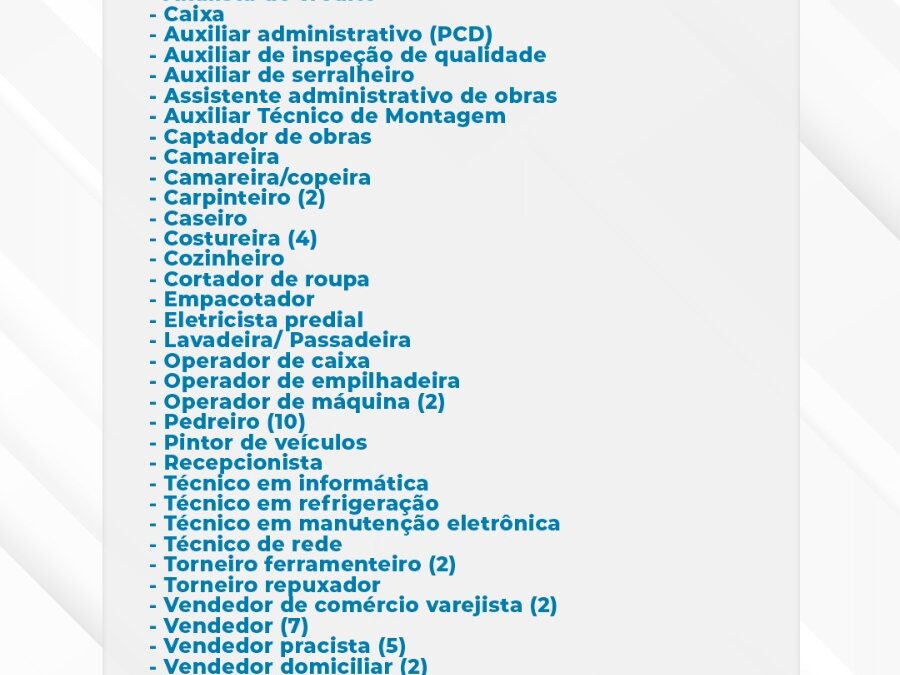 - Caixa
- Auxiliar administrativo (PCD)
- Auxiliar de inspeção de qualidade
- Auxiliar de serralheiro
- Assistente administrativo de obras
- Auxiliar Técnico de Montagem
- Captador de obras
- Camareira
- Camareira/copeira
- Carpinteiro (2)
- Caseiro
- Costureira (4)
- Cozinheiro
- Cortador de roupa
- Empacotador
- Eletricista predial
- Lavadeira/ Passadeira
- Operador de caixa
- Operador de empilhadeira
- Operador de máquina (2)
- Pedreiro (10)
- Pintor de veículos
- Recepcionista
- Técnico em informática
- Técnico em refrigeração
- Técnico em manutenção eletrônica
- Técnico de rede
- Torneiro ferramenteiro (2)
- Torneiro repuxador
- Vendedor de comércio varejista (2)
- Vendedor (7)
- Vendedor pracista (5)
- Vendedor domiciliar (2)